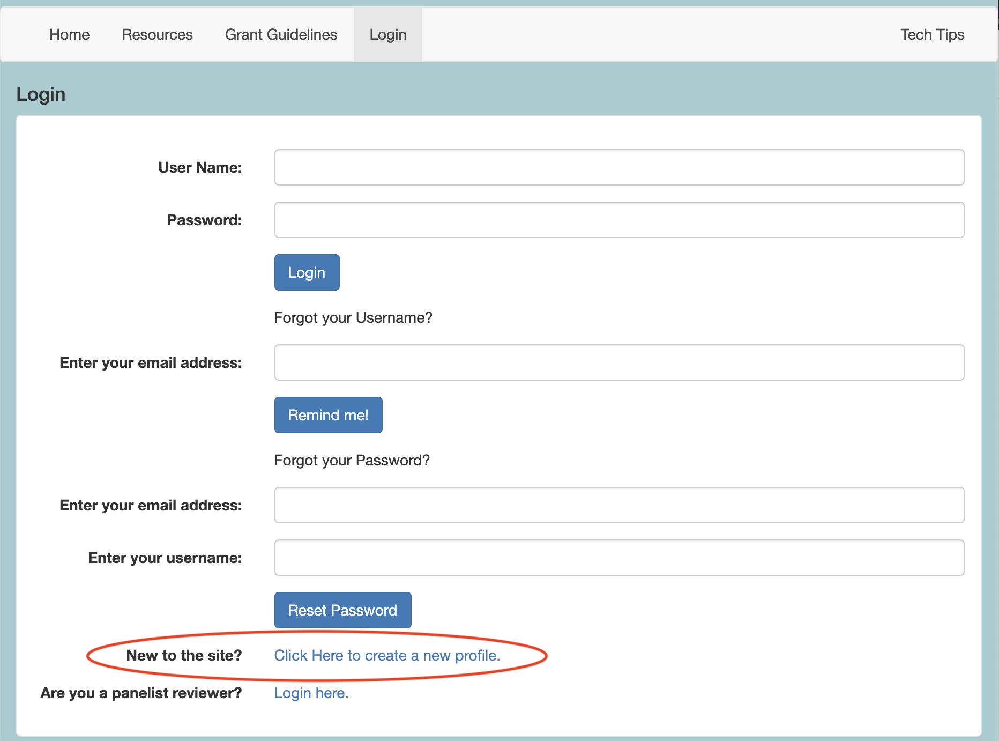 Home Resources Grant Guidelines Login Tech Tips
Login
User Name:
Password:
Login
Forgot your Username?
Enter your email address:
Remind me!
Forgot your Password?
Enter your email address:
Enter your username:
Reset Password
New to the site? Click Here to create a new profile.
Are you a panelist reviewer? Login here.